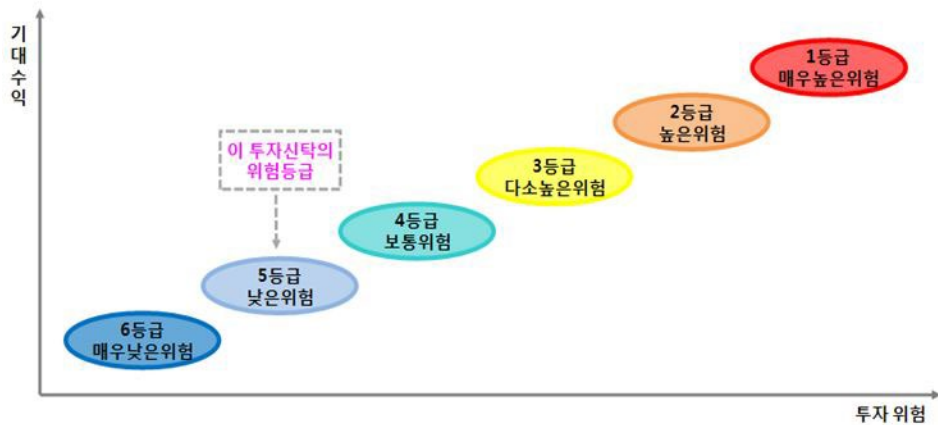 기대수익
1등급
매우높은위험
2등급
높은위험
이 투자신탁의
위험등급
3등급
다소높은위험
4등급
보통위험
5등급
낮은위험
6등급
매우낮은위험
투자 위험